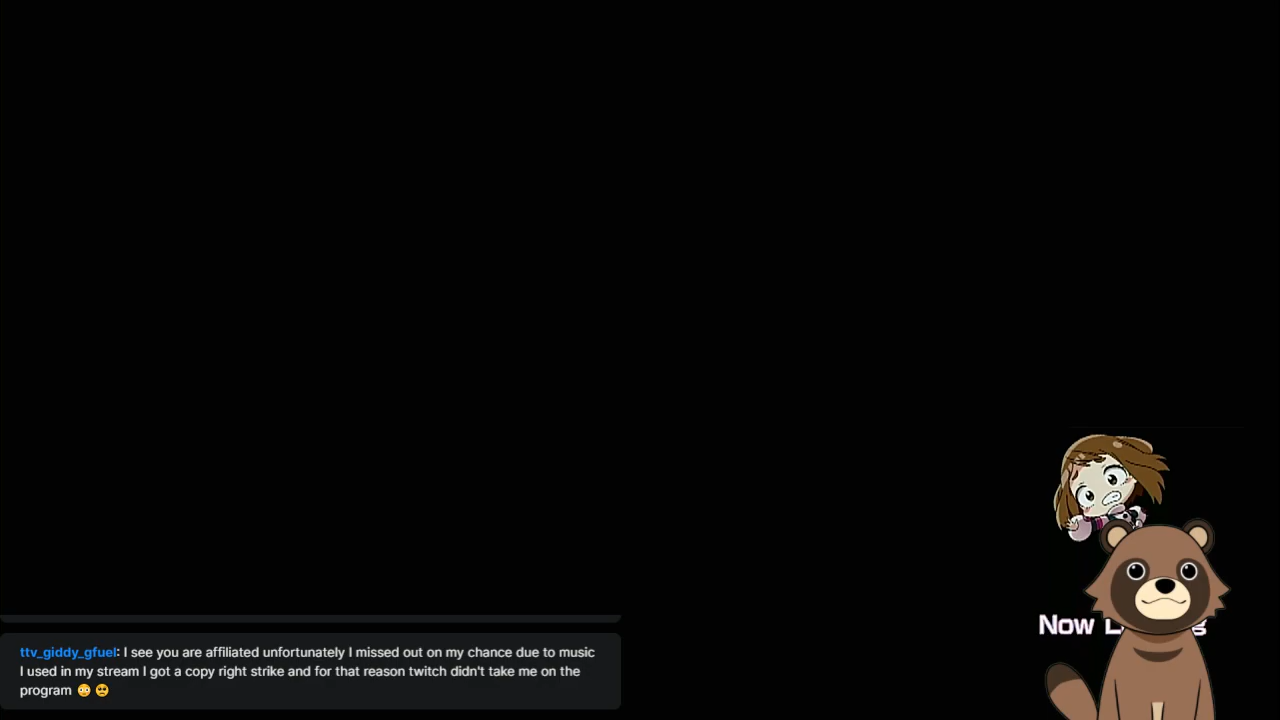 ttv_giddy_gfuel: I see you are affiliated unfortunately I missed out on my chance due to music
I used in my stream I got a copy right strike and for that reason twitch didn't take me on the
program 😳 🥺
Now